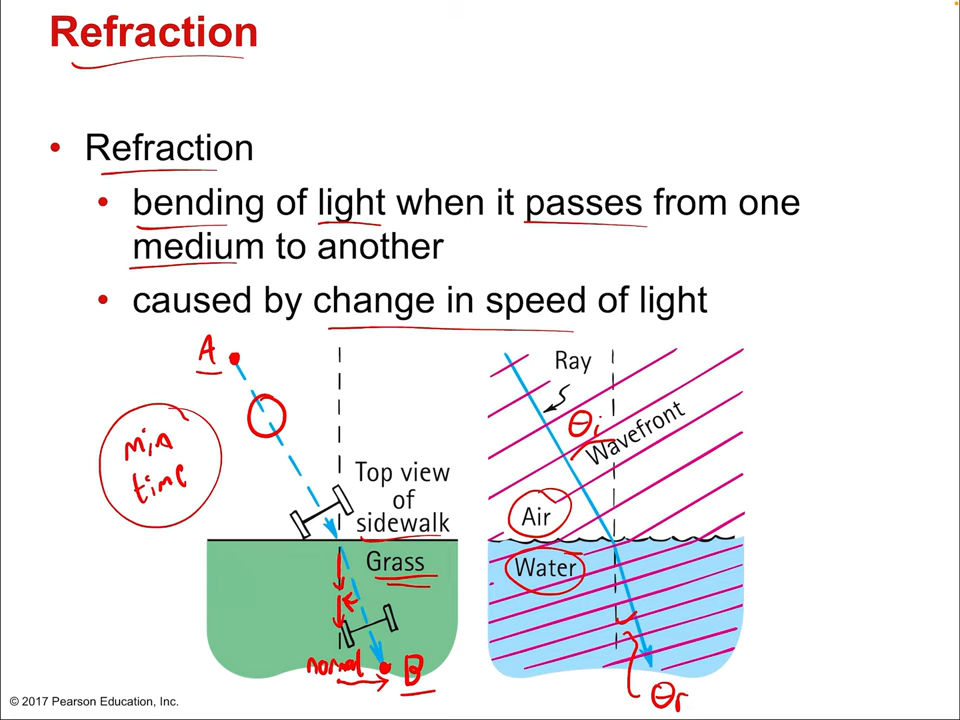 Refraction
• Refraction
• bending of light when it passes from one
medium to another
• caused by change in speed of light
A
min
time
Top view
of
sidewalk
Grass
normal
B
Ray
θi
Wavefront
Air
Water
θr
© 2017 Pearson Education, Inc.